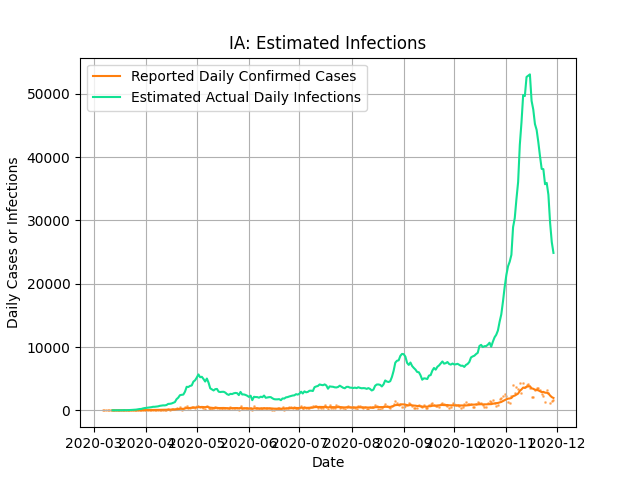 IA: Estimated Infections
Reported Daily Confirmed Cases
Estimated Actual Daily Infections
Daily Cases or Infections
50000
40000
30000
20000
10000
0
2020-03 2020-04 2020-05 2020-06 2020-07 2020-08 2020-09 2020-10 2020-11 2020-12
Date